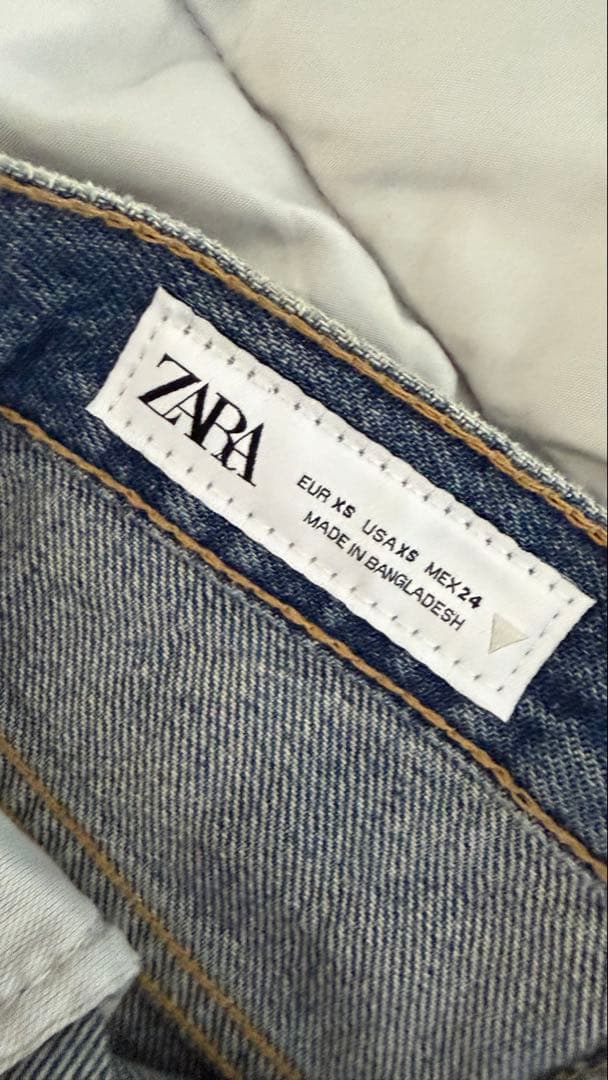 ZARA
EUR XS USA XS MEX 24
MADE IN BANGLADESH